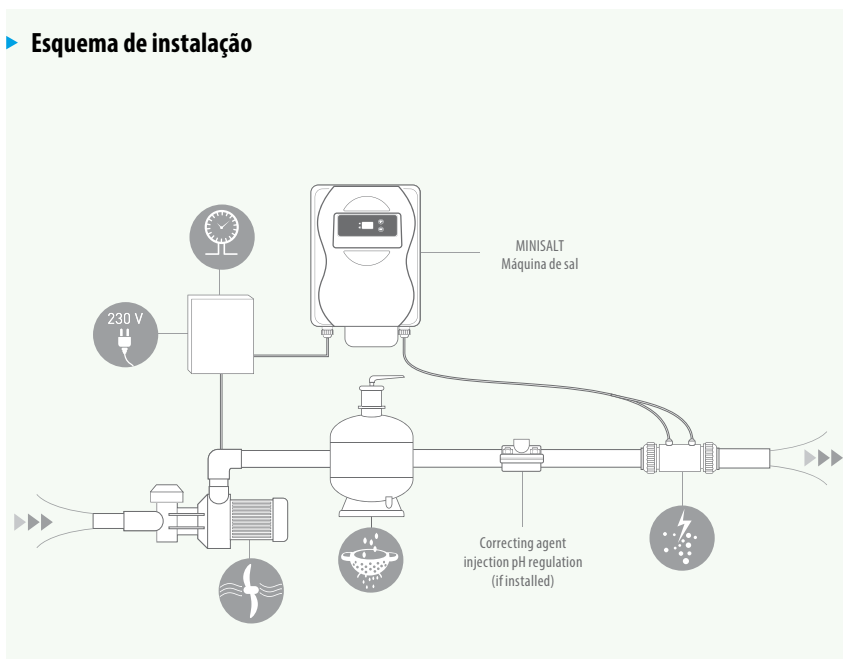 Esquema de instalação
MINISALT
Máquina de sal
230 V
Correcting agent
injection pH regulation
(if installed)